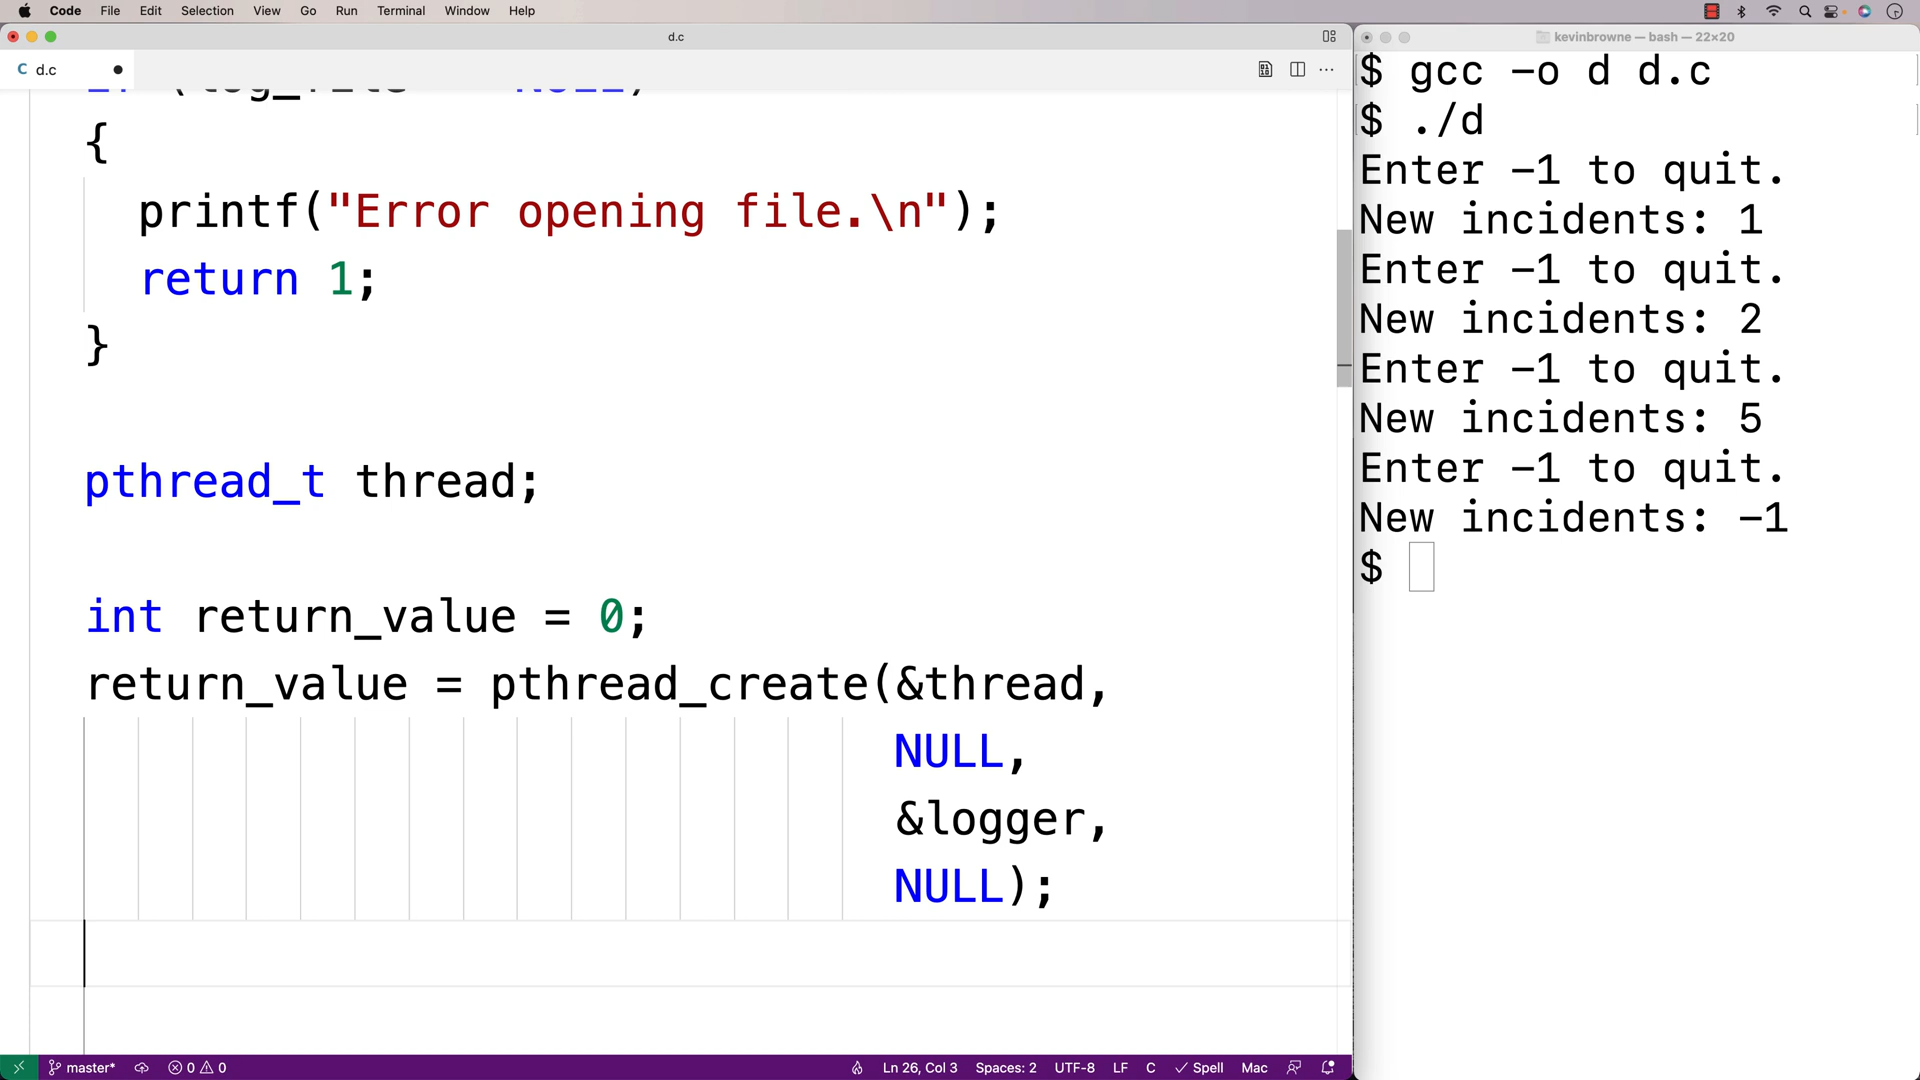 Code File Edit Selection View Go Run Terminal Window Help
d.c
C d.c
{
printf("Error opening file.\n");
return 1;
}
pthread_t thread;
int return_value = 0;
return_value = pthread_create(&thread,
NULL,
&logger,
NULL);
master* 0 0 Ln 26, Col 3 Spaces: 2 UTF-8 LF C Spell Mac
kevinbrowne — bash — 22×20
$ gcc -o d d.c
$ ./d
Enter -1 to quit.
New incidents: 1
Enter -1 to quit.
New incidents: 2
Enter -1 to quit.
New incidents: 5
Enter -1 to quit.
New incidents: -1
$